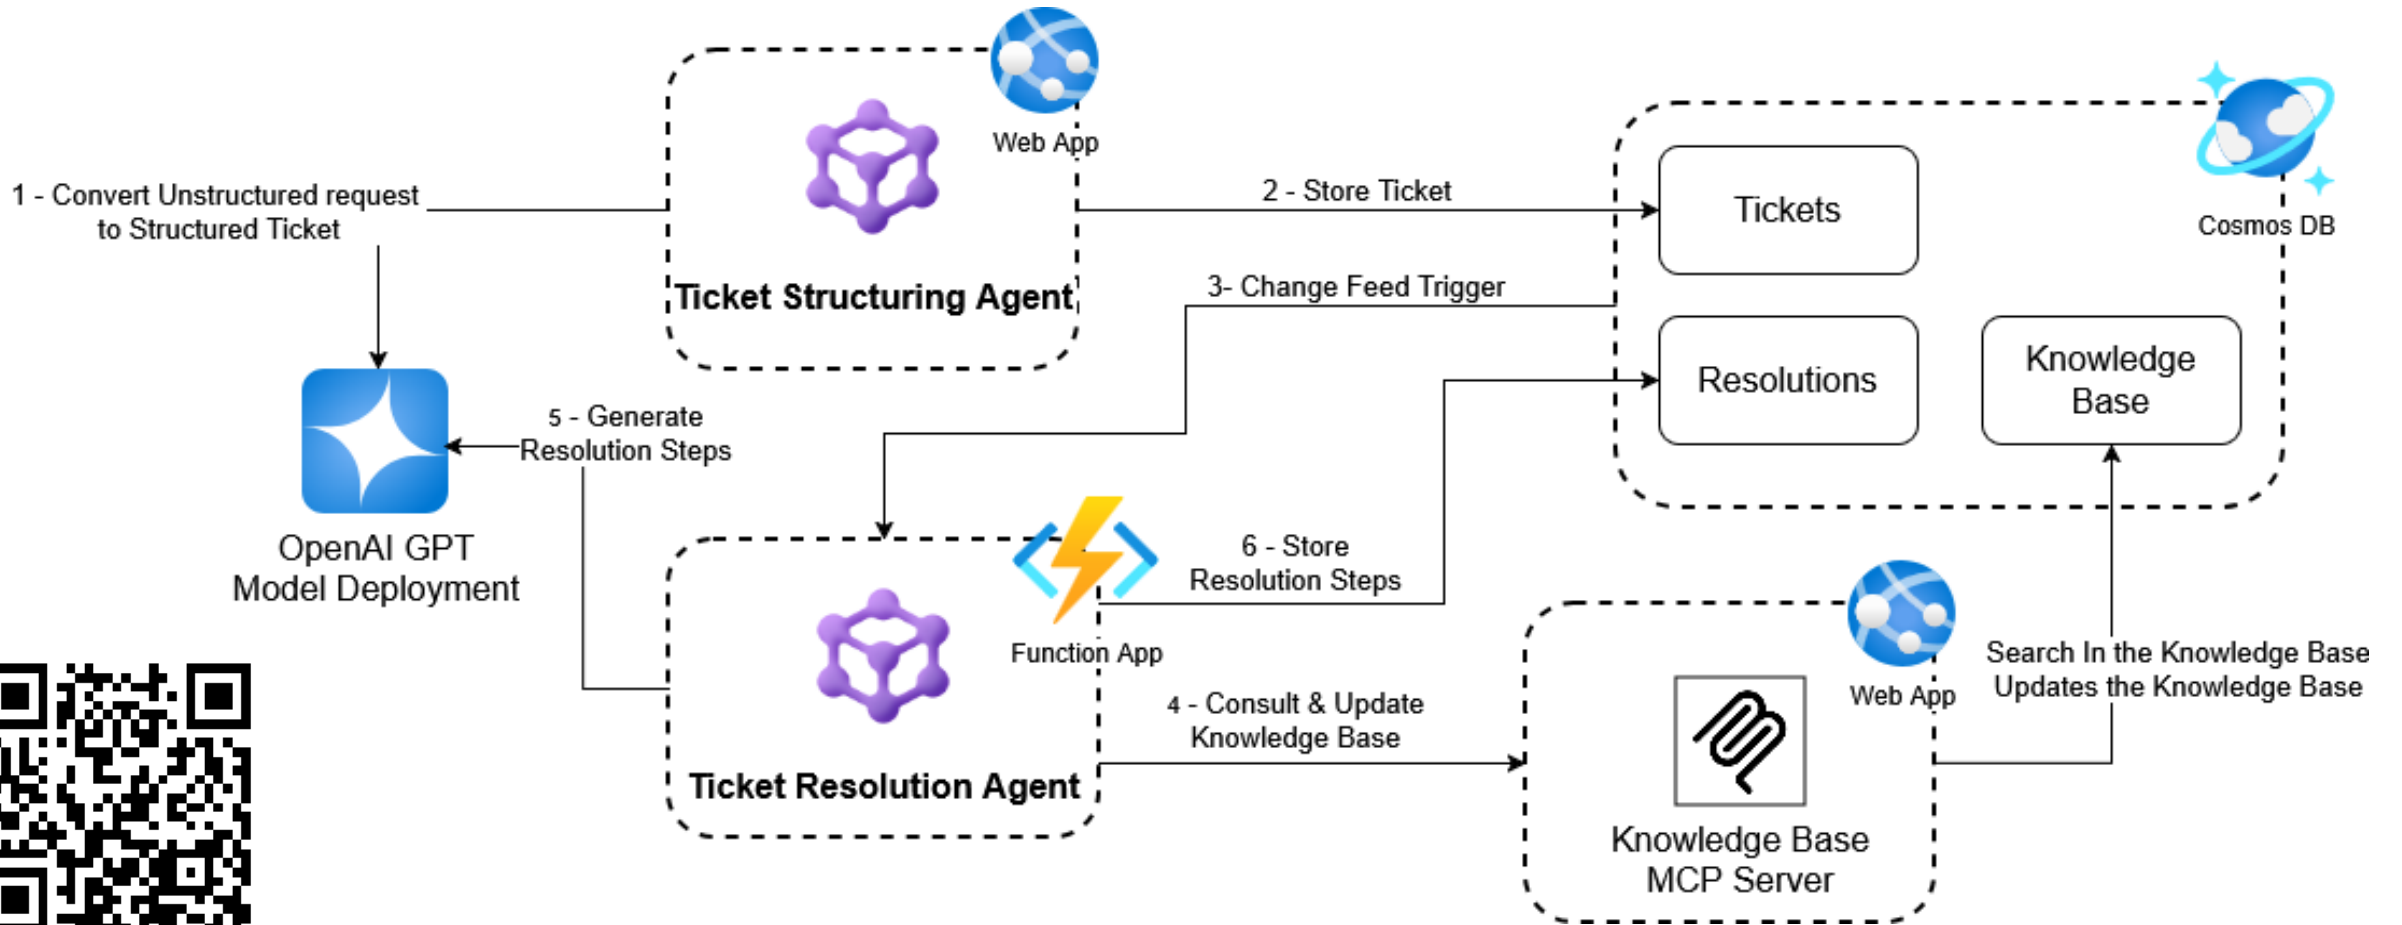 Web App
1 - Convert Unstructured request
to Structured Ticket
Ticket Structuring Agent
2 - Store Ticket
3- Change Feed Trigger
Tickets
Resolutions
Knowledge
Base
Cosmos DB
5 - Generate
Resolution Steps
OpenAI GPT
Model Deployment
Function App
Ticket Resolution Agent
6 - Store
Resolution Steps
4 - Consult & Update
Knowledge Base
Web App
Knowledge Base
MCP Server
Search In the Knowledge Base
Updates the Knowledge Base